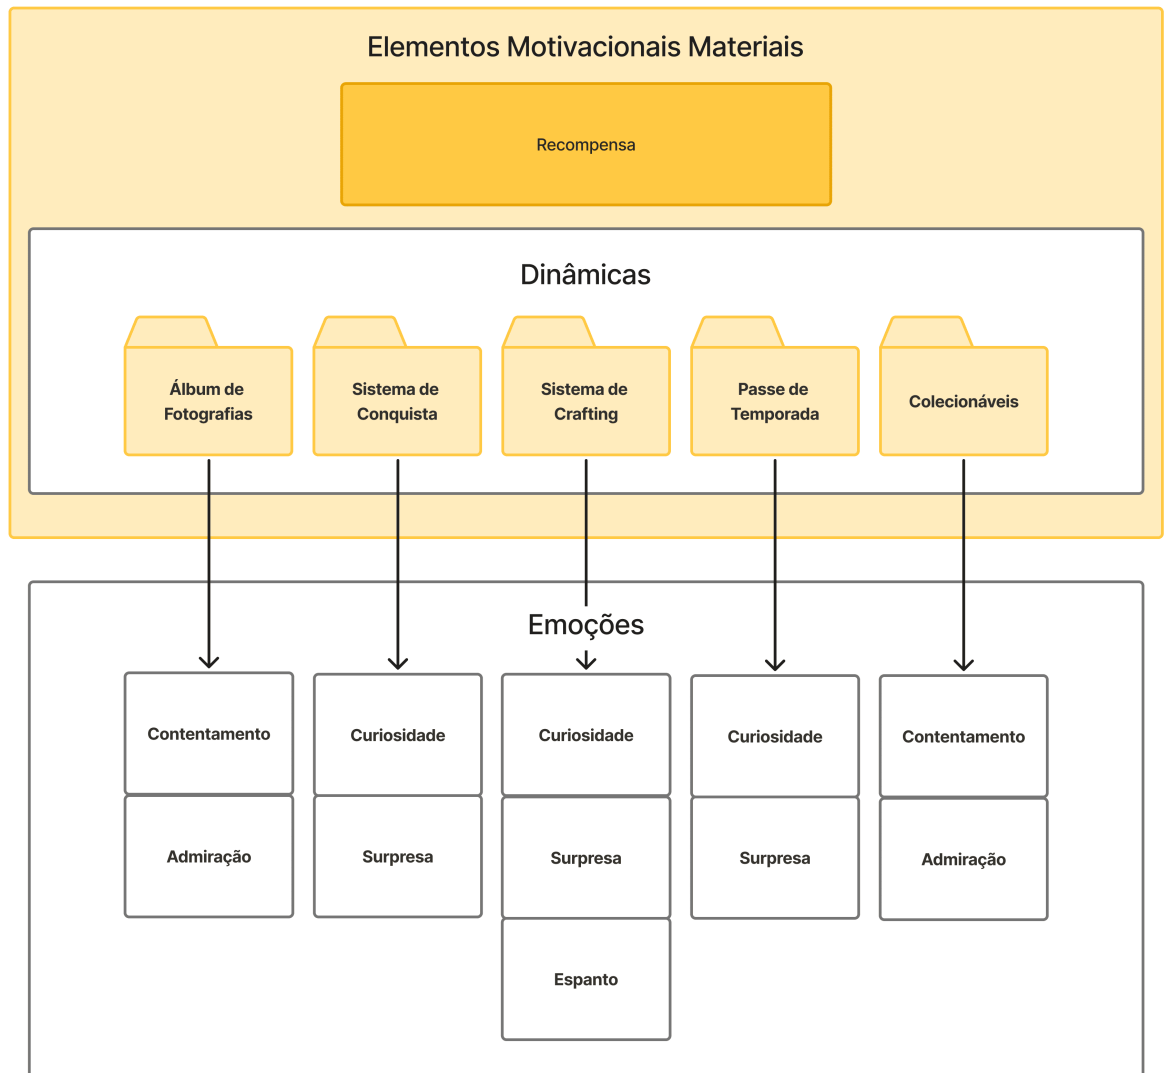 Elementos Motivacionais Materiais
Recompensa
Dinâmicas
Álbum de
Fotografias
Sistema de
Conquista
Sistema de
Crafting
Passe de
Temporada
Colecionáveis
Emoções
Contentamento
Curiosidade
Curiosidade
Curiosidade
Contentamento
Admiração
Surpresa
Surpresa
Surpresa
Admiração
Espanto